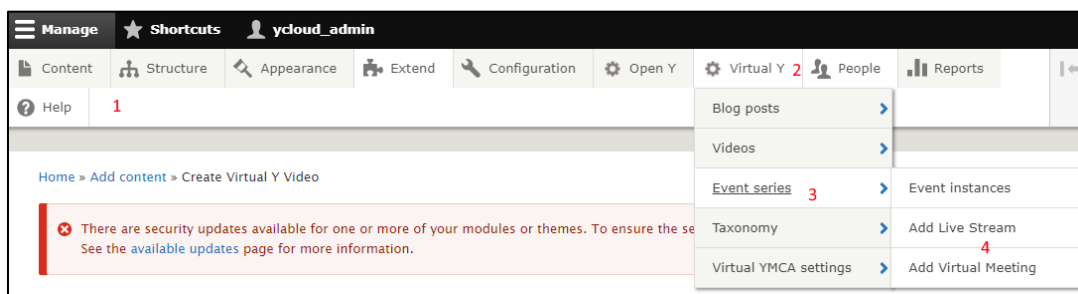 Manage Shortcuts ycloud_admin
Content Structure Appearance Extend Configuration Open Y Virtual Y 2 People Reports
Help 1
Blog posts
Videos
Home » Add content » Create Virtual Y Video
Event series 3 Event instances
There are security updates available for one or more of your modules or themes. To ensure the se
Taxonomy Add Live Stream
See the available updates page for more information.
4
Virtual YMCA settings Add Virtual Meeting